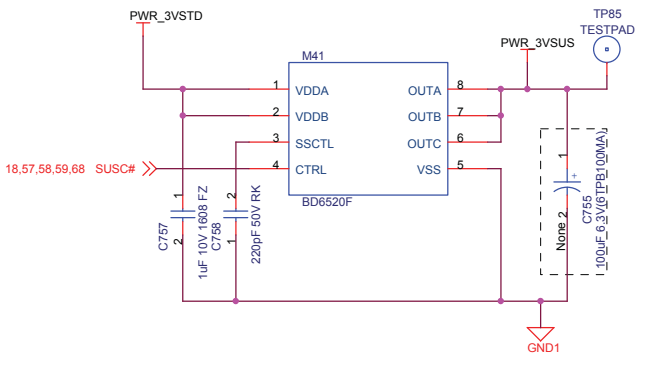 PWR_3VSTD
TP85
TESTPAD
PWR_3VSUS
M41
1 VDDA OUTA 8
2 VDDB OUTB 7
3 SSCTL OUTC 6
4 CTRL VSS 5
BD6520F
18,57,58,59,68 SUSC#
1
2
C757
1uF 10V 1608 FZ
2
1
C758
220pF 50V RK
1
+
None 2
C755
100uF 6.3V(6TPB100MA)
GND1